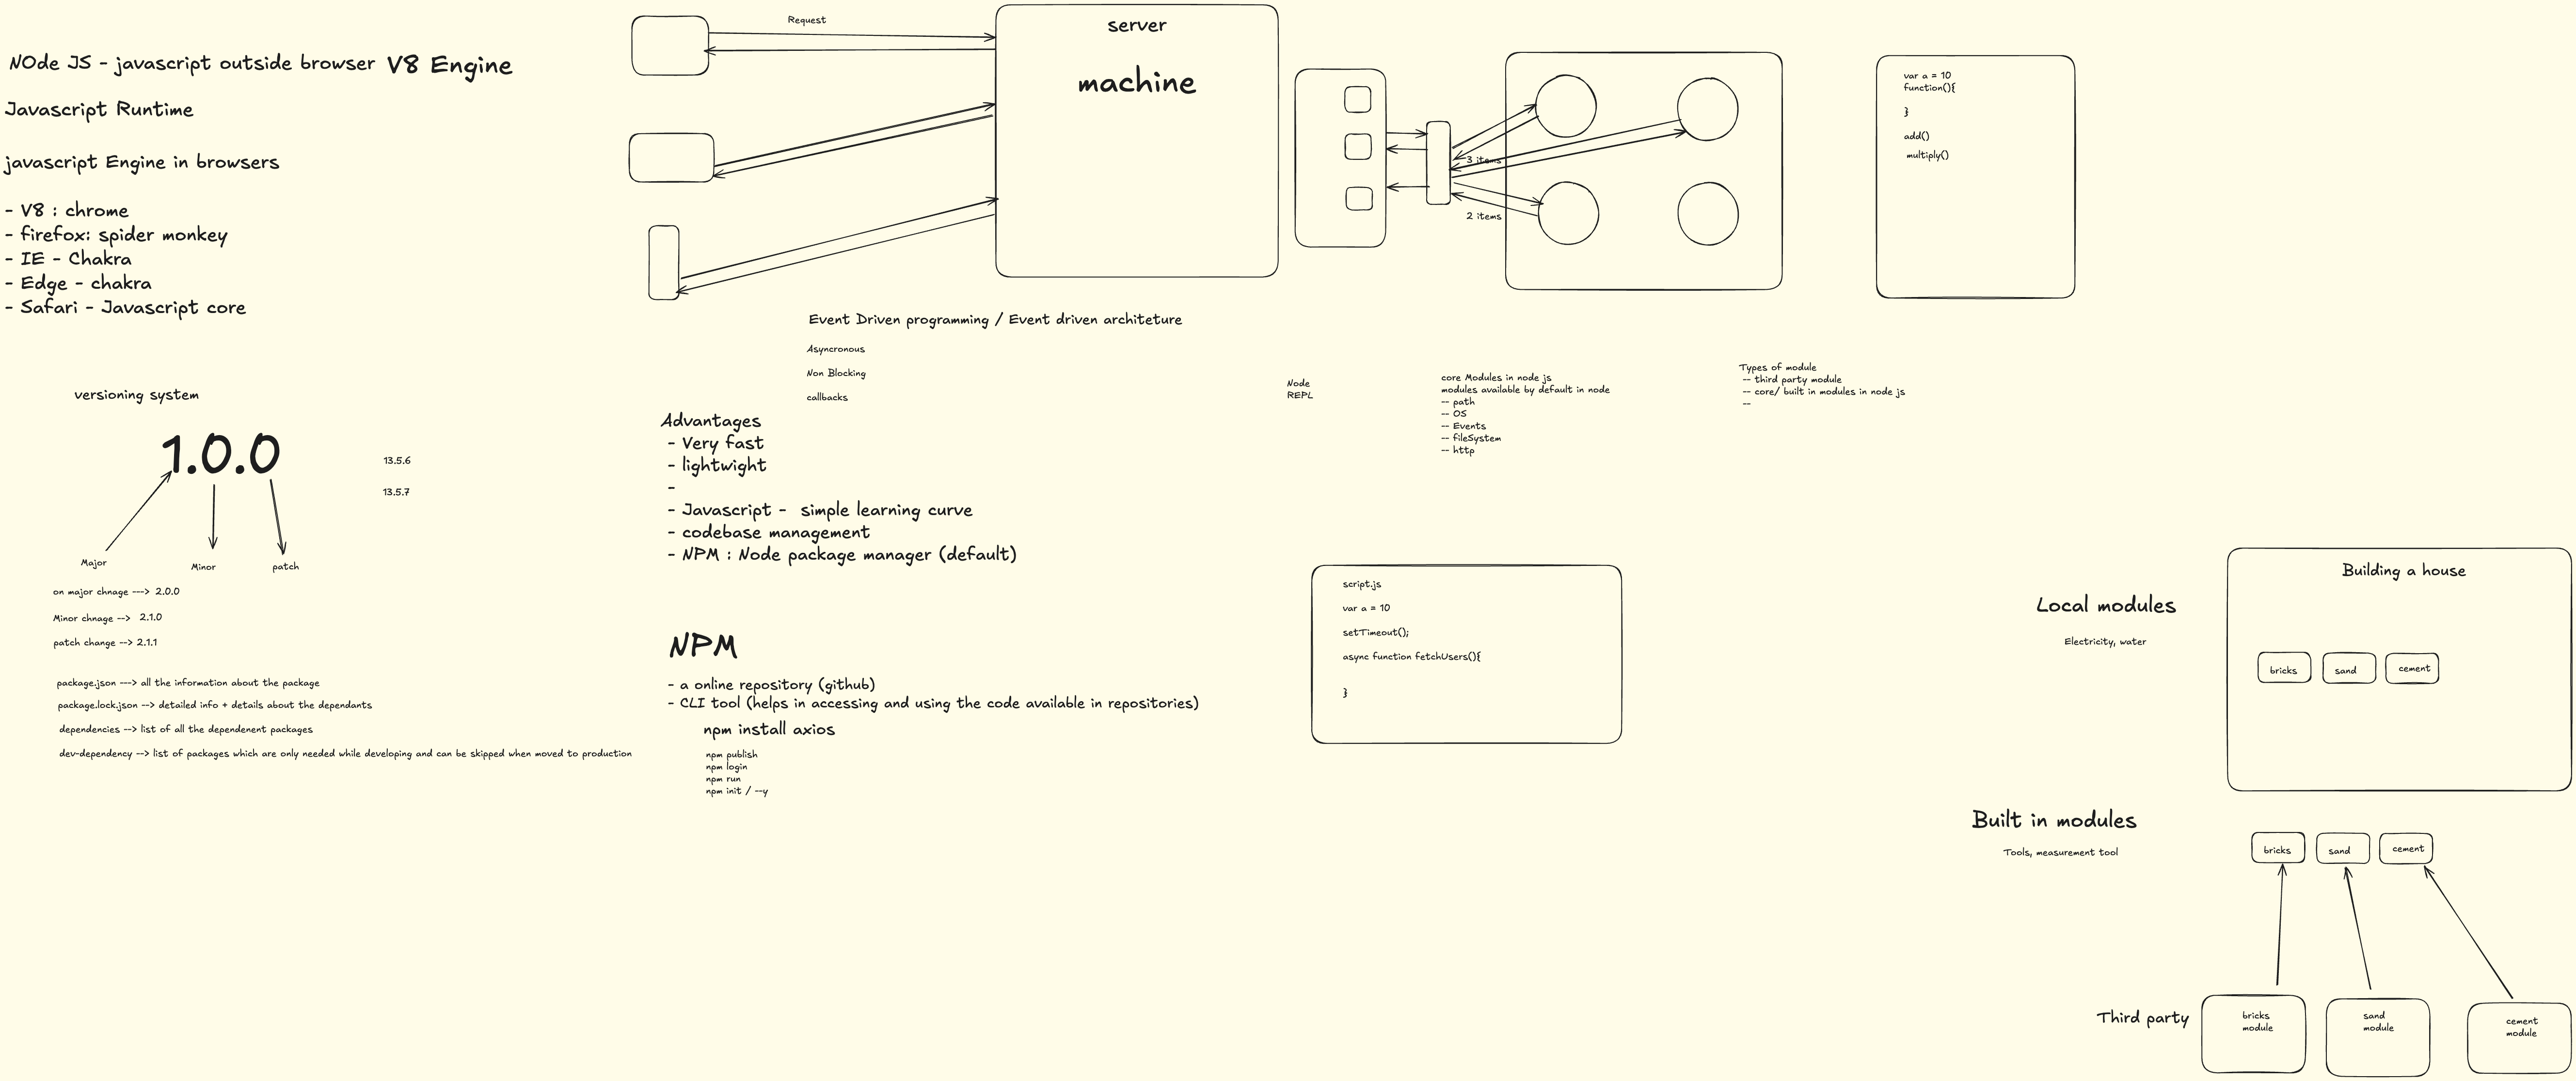 NOde JS - javascript outside browser V8 Engine
Javascript Runtime
javascript Engine in browsers
- V8 : chrome
- firefox: spider monkey
- IE - Chakra
- Edge - chakra
- Safari - Javascript core
versioning system
1.0.0
13.5.6
13.5.7
Major
Minor
patch
on major chnage ---> 2.0.0
Minor chnage --> 2.1.0
patch change --> 2.1.1
package.json ---> all the information about the package
package.lock.json --> detailed info + details about the dependants
dependencies --> list of all the dependenent packages
dev-dependency --> list of packages which are only needed while developing and can be skipped when moved to production
Request
server
machine
3 items
2 items
var a = 10
function(){
}
add()
multiply()
Event Driven programming / Event driven architeture
Asyncronous
Non Blocking
callbacks
Advantages
- Very fast
- lightwight
-
- Javascript - simple learning curve
- codebase management
- NPM : Node package manager (default)
NPM
- a online repository (github)
- CLI tool (helps in accessing and using the code available in repositories)
npm install axios
npm publish
npm login
npm run
npm init / --y
Node
REPL
core Modules in node js
modules available by default in node
-- path
-- OS
-- Events
-- fileSystem
-- http
Types of module
-- third party module
-- core/ built in modules in node js
--
script.js
var a = 10
setTimeout();
async function fetchUsers(){
}
Local modules
Electricity, water
Building a house
bricks
sand
cement
Built in modules
Tools, measurement tool
bricks
sand
cement
Third party
bricks
module
sand
module
cement
module